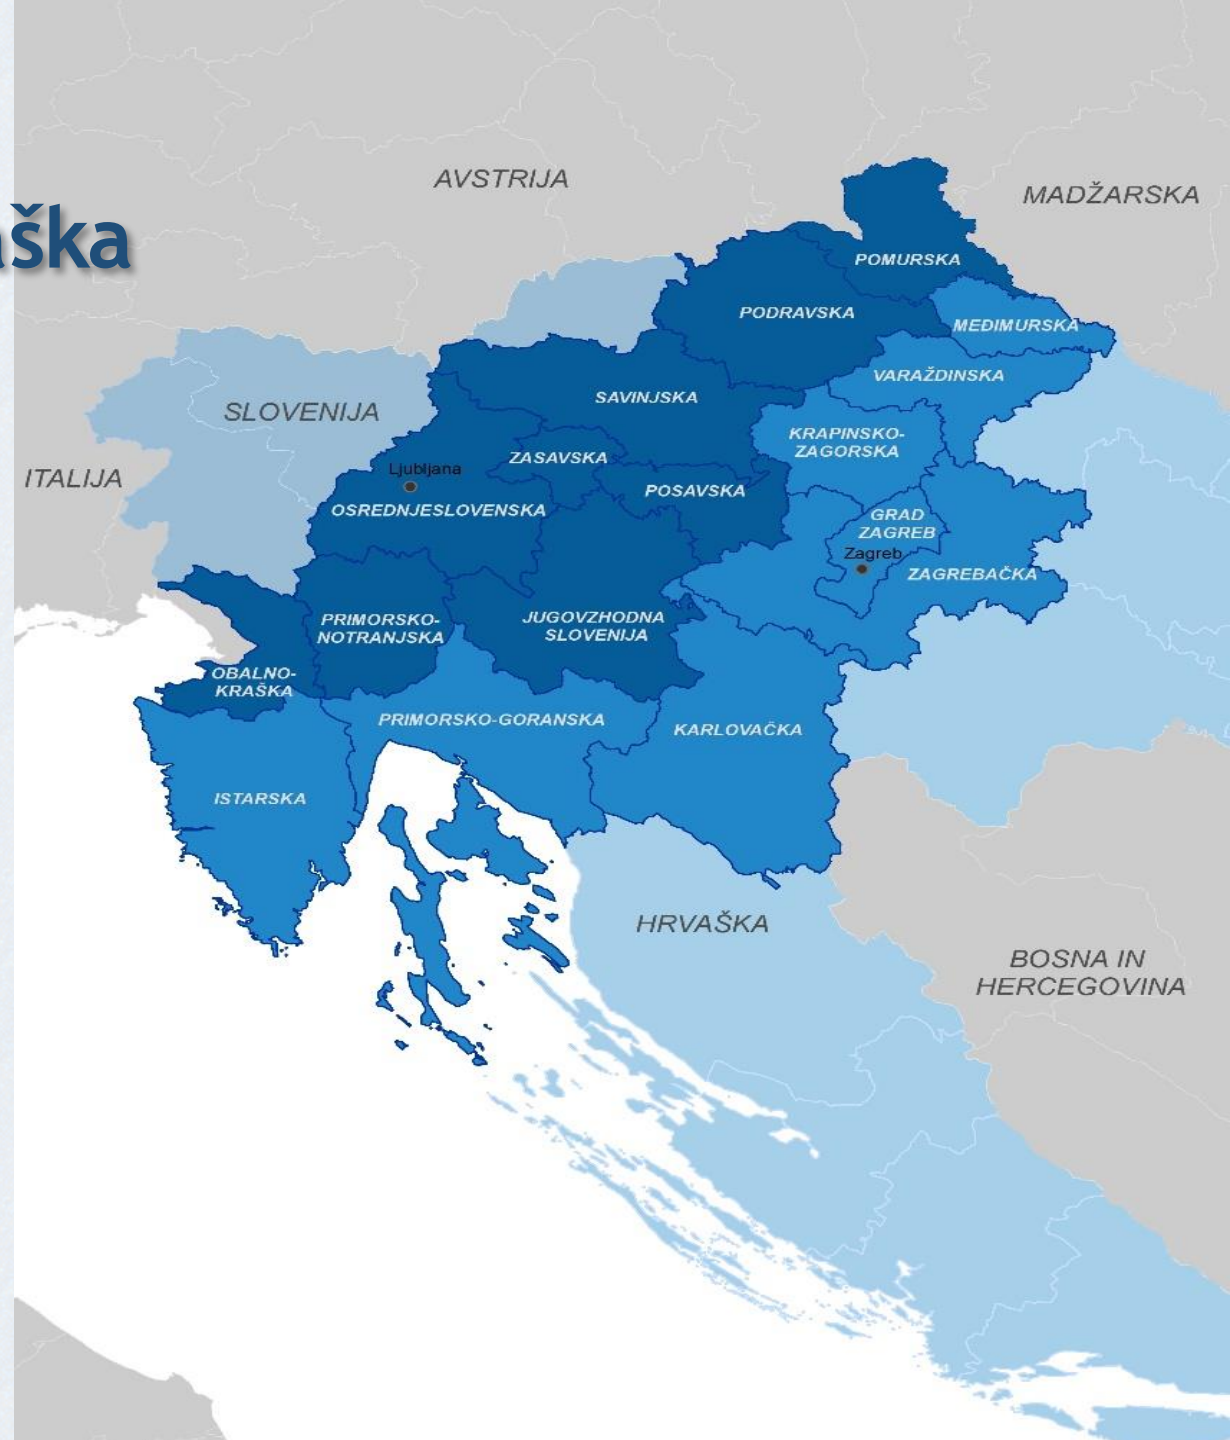 AVSTRIJA
MADŽARSKA
ška
POMURSKA
PODRAVSKA
MEĐIMURSKA
VARAŽDINSKA
SAVINJSKA
SLOVENIJA
KRAPINSKO-
ZAGORSKA
ITALIJA
Ljubljana
ZASAVSKA
POSAVSKA
OSREDNJESLOVENSKA
GRAD
ZAGREB
Zagreb
ZAGREBAČKA
PRIMORSKO-
NOTRANJSKA
JUGOVZHODNA
SLOVENIJA
OBALNO-
KRAŠKA
PRIMORSKO-GORANSKA
KARLOVAČKA
ISTARSKA
HRVAŠKA
BOSNA IN
HERCEGOVINA